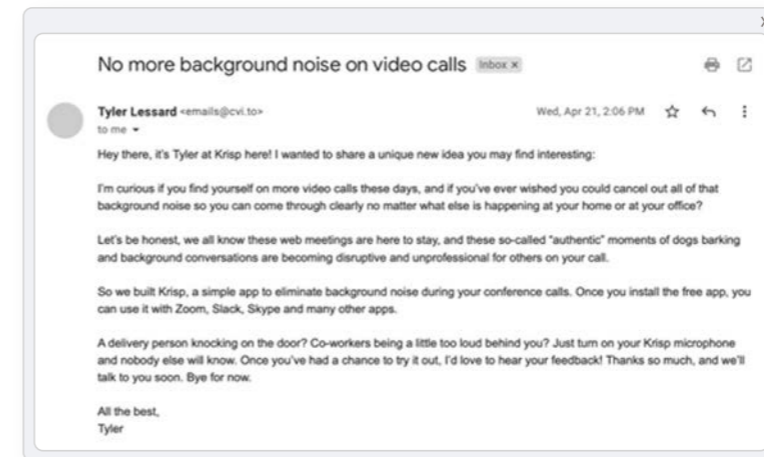 No more background noise on video calls Inbox x
Tyler Lessard <emails@cvi.to> Wed, Apr 21, 2:06 PM
to me
Hey there, it's Tyler at Krisp here! I wanted to share a unique new idea you may find interesting:
I'm curious if you find yourself on more video calls these days, and if you've ever wished you could cancel out all of that
background noise so you can come through clearly no matter what else is happening at your home or at your office?
Let's be honest, we all know these web meetings are here to stay, and these so-called "authentic" moments of dogs barking
and background conversations are becoming disruptive and unprofessional for others on your call.
So we built Krisp, a simple app to eliminate background noise during your conference calls. Once you install the free app, you
can use it with Zoom, Slack, Skype and many other apps.
A delivery person knocking on the door? Co-workers being a little too loud behind you? Just turn on your Krisp microphone
and nobody else will know. Once you've had a chance to try it out, I'd love to hear your feedback! Thanks so much, and we'll
talk to you soon. Bye for now.
All the best,
Tyler